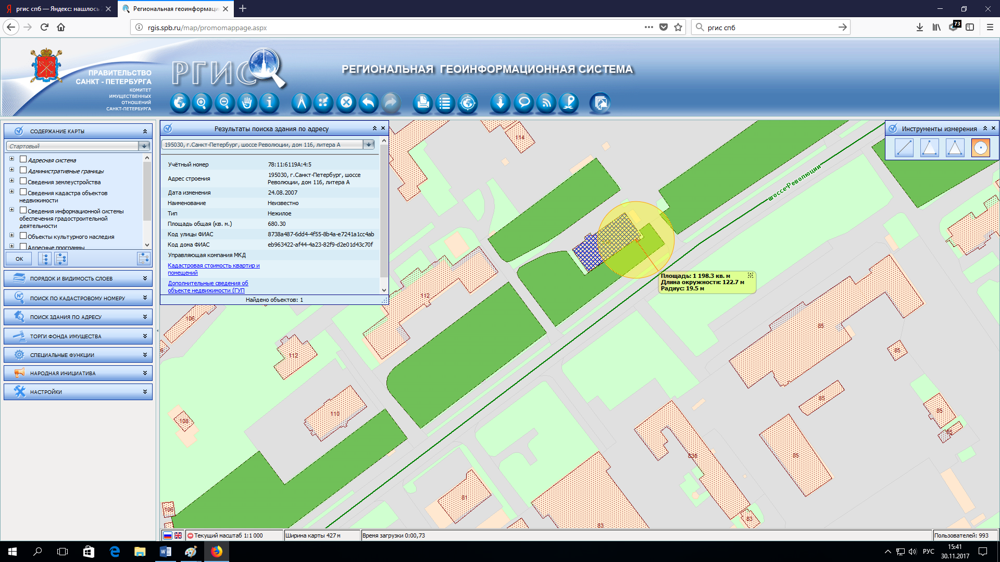 ргис спб — Яндекс: нашлось
Региональная геоинформаци
rgis.spb.ru/map/promomappage.aspx
ргис спб
73
ПРАВИТЕЛЬСТВО
САНКТ - ПЕТЕРБУРГА
КОМИТЕТ
ИМУЩЕСТВЕННЫХ
ОТНОШЕНИЙ
САНКТ-ПЕТЕРБУРГА
РГИС
РЕГИОНАЛЬНАЯ ГЕОИНФОРМАЦИОННАЯ СИСТЕМА
СОДЕРЖАНИЕ КАРТЫ
Стартовый
Адресная система
Административные границы
Сведения землеустройства
Сведения кадастра объектов
недвижимости
Сведения информационной системы
обеспечения градостроительной
деятельности
Объекты культурного наследия
Адресные программы
ОК
ПОРЯДОК И ВИДИМОСТЬ СЛОЕВ
ПОИСК ПО КАДАСТРОВОМУ НОМЕРУ
ПОИСК ЗДАНИЯ ПО АДРЕСУ
ТОРГИ ФОНДА ИМУЩЕСТВА
СПЕЦИАЛЬНЫЕ ФУНКЦИИ
НАРОДНАЯ ИНИЦИАТИВА
НАСТРОЙКИ
Результаты поиска здания по адресу
195030, г.Санкт-Петербург, шоссе Революции, дом 116, литера А
Учётный номер 78:11:6119А:4:5
Адрес строения 195030, г.Санкт-Петербург, шоссе
Революции, дом 116, литера А
Дата изменения 24.08.2007
Наименование Неизвестно
Тип Нежилое
Площадь общая (кв. м.) 680.30
Код улицы ФИАС 8738a487-6dd4-4f55-8b4a-e7241a1cc4ab
Код дома ФИАС eb963422-af44-4a23-82f9-d2e01d43c70f
Управляющая компания МКД
Кадастровая стоимость квартир и
помещений
Дополнительные сведения об
объекте недвижимости (ГУП
Найдено объектов: 1
Инструменты измерения
114
шоссе Революции
Площадь: 1 198.3 кв. м
Длина окружности: 122.7 м
Радиус: 19.5 м
112
106
112
85
85
85
85
85
85
110
108
836
81
106
83
83
Текущий масштаб 1:1 000
Ширина карты 427 м
Время загрузки 0:00,73
Пользователей: 993
РУС
15:41
30.11.2017